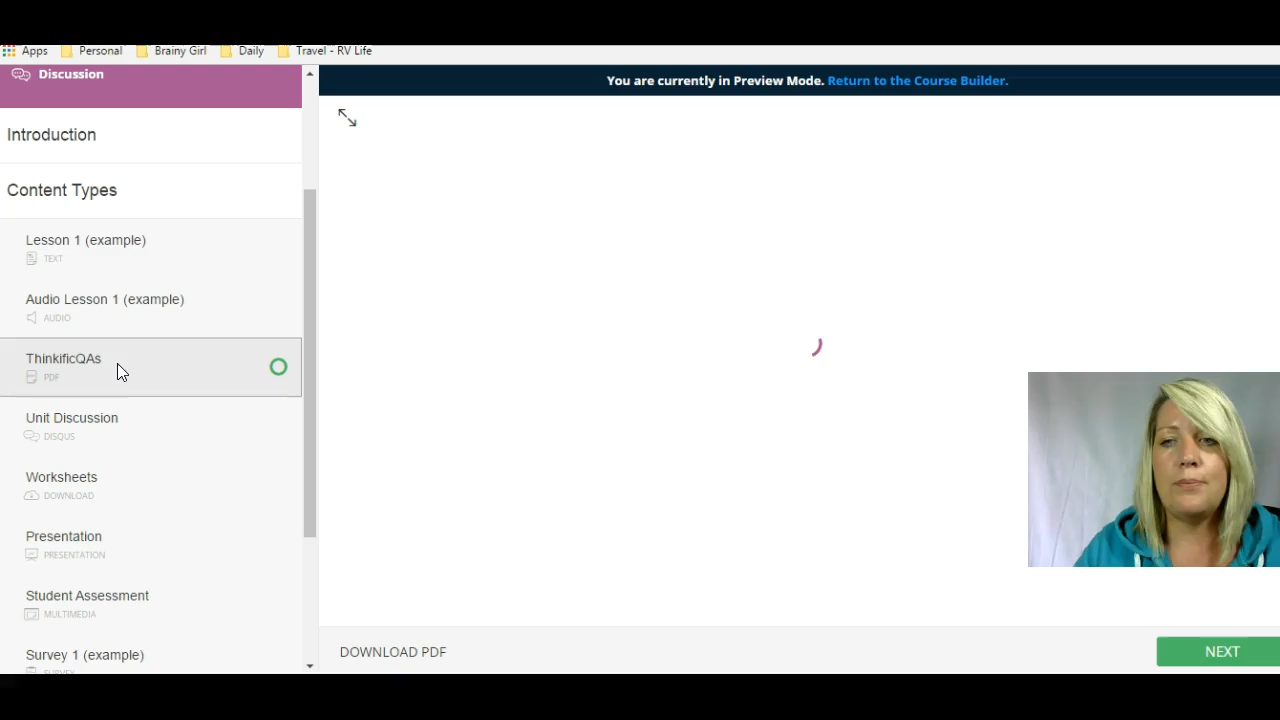 Apps Personal Brainy Girl Daily Travel - RV Life
Discussion
You are currently in Preview Mode. Return to the Course Builder.
Introduction
Content Types
Lesson 1 (example)
TEXT
Audio Lesson 1 (example)
AUDIO
ThinkificQAs
PDF
Unit Discussion
DISQUS
Worksheets
DOWNLOAD
Presentation
PRESENTATION
Student Assessment
MULTIMEDIA
Survey 1 (example)
SURVEY
DOWNLOAD PDF
NEXT